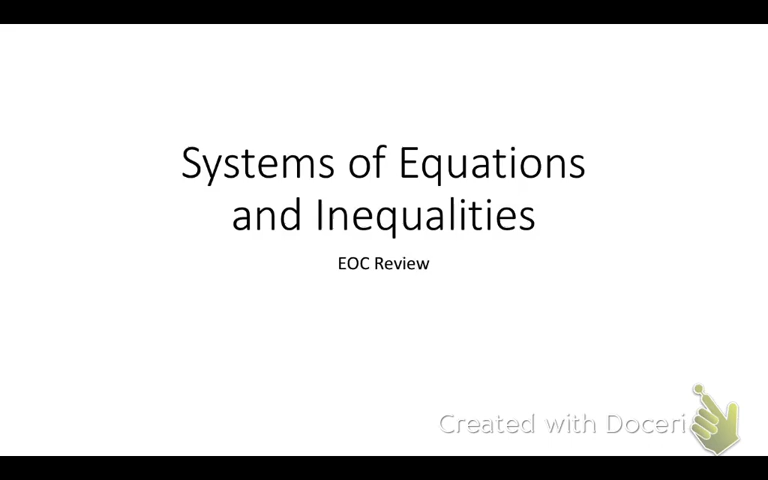 Systems of Equations
and Inequalities
EOC Review
Created with Doceri